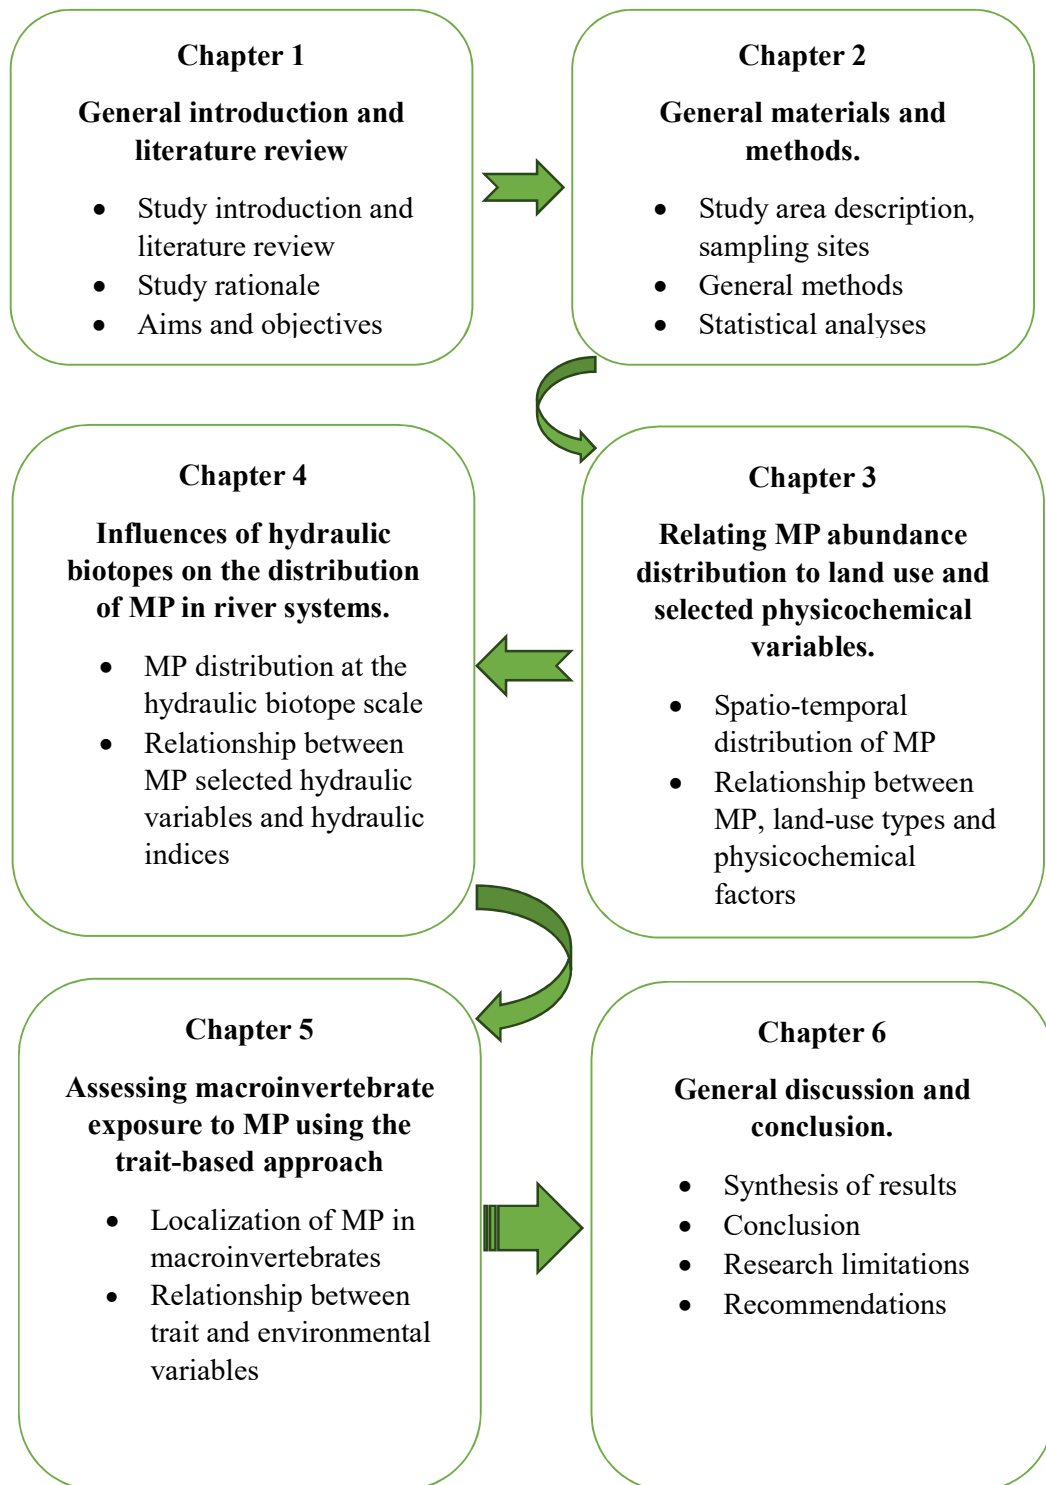 Chapter 1
General introduction and
literature review
• Study introduction and
literature review
• Study rationale
• Aims and objectives
Chapter 2
General materials and
methods.
• Study area description,
sampling sites
• General methods
• Statistical analyses
Chapter 3
Relating MP abundance
distribution to land use and
selected physicochemical
variables.
• Spatio-temporal
distribution of MP
• Relationship between
MP, land-use types and
physicochemical
factors
Chapter 4
Influences of hydraulic
biotopes on the distribution
of MP in river systems.
• MP distribution at the
hydraulic biotope scale
• Relationship between
MP selected hydraulic
variables and hydraulic
indices
Chapter 5
Assessing macroinvertebrate
exposure to MP using the
trait-based approach
• Localization of MP in
macroinvertebrates
• Relationship between
trait and environmental
variables
Chapter 6
General discussion and
conclusion.
• Synthesis of results
• Conclusion
• Research limitations
• Recommendations